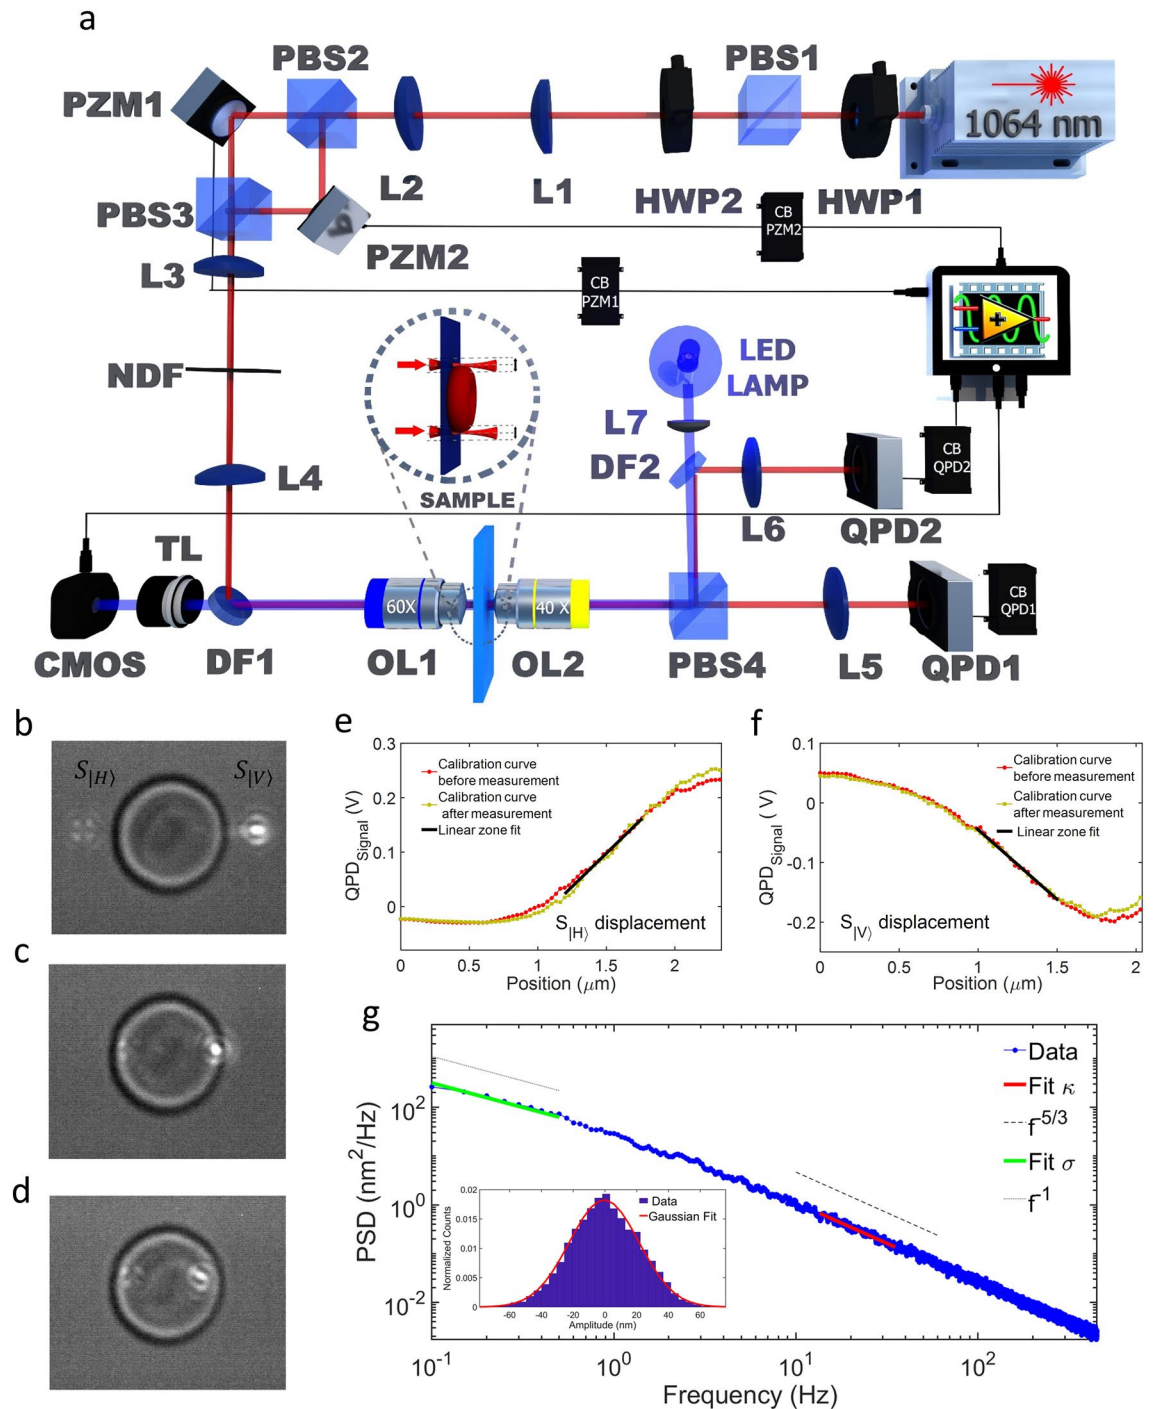 a
PBS2
PBS1
PZM1
1064 nm
L2
L1
HWP2
HWP1
PBS3
CB
PZM2
PZM2
L3
CB
PZM1
LED
LAMP
NDF
L7
DF2
CB
QPD2
L4
SAMPLE
L6
QPD2
TL
60X
40 X
CB
QPD1
CMOS
DF1
OL1
OL2
PBS4
L5
QPD1
b
S|H⟩
S|V⟩
c
d
e
0.3
0.2
0.1
0
QPDSignal (V)
Calibration curve
before measurement
Calibration curve
after measurement
Linear zone fit
S|H⟩ displacement
0 0.5 1 1.5 2
Position (μm)
f
0.1
0
-0.1
-0.2
QPDSignal (V)
Calibration curve
before measurement
Calibration curve
after measurement
Linear zone fit
S|V⟩ displacement
0 0.5 1 1.5 2
Position (μm)
g
PSD (nm²/Hz)
10²
10⁰
10⁻²
Data
Fit κ
f^5/3
Fit σ
f^1
0.02
0.015
0.01
0.005
0
Normalized Counts
Data
Gaussian Fit
-60 -40 -20 0 20 40 60
Amplitude (nm)
10⁻¹ 10⁰ 10¹ 10²
Frequency (Hz)